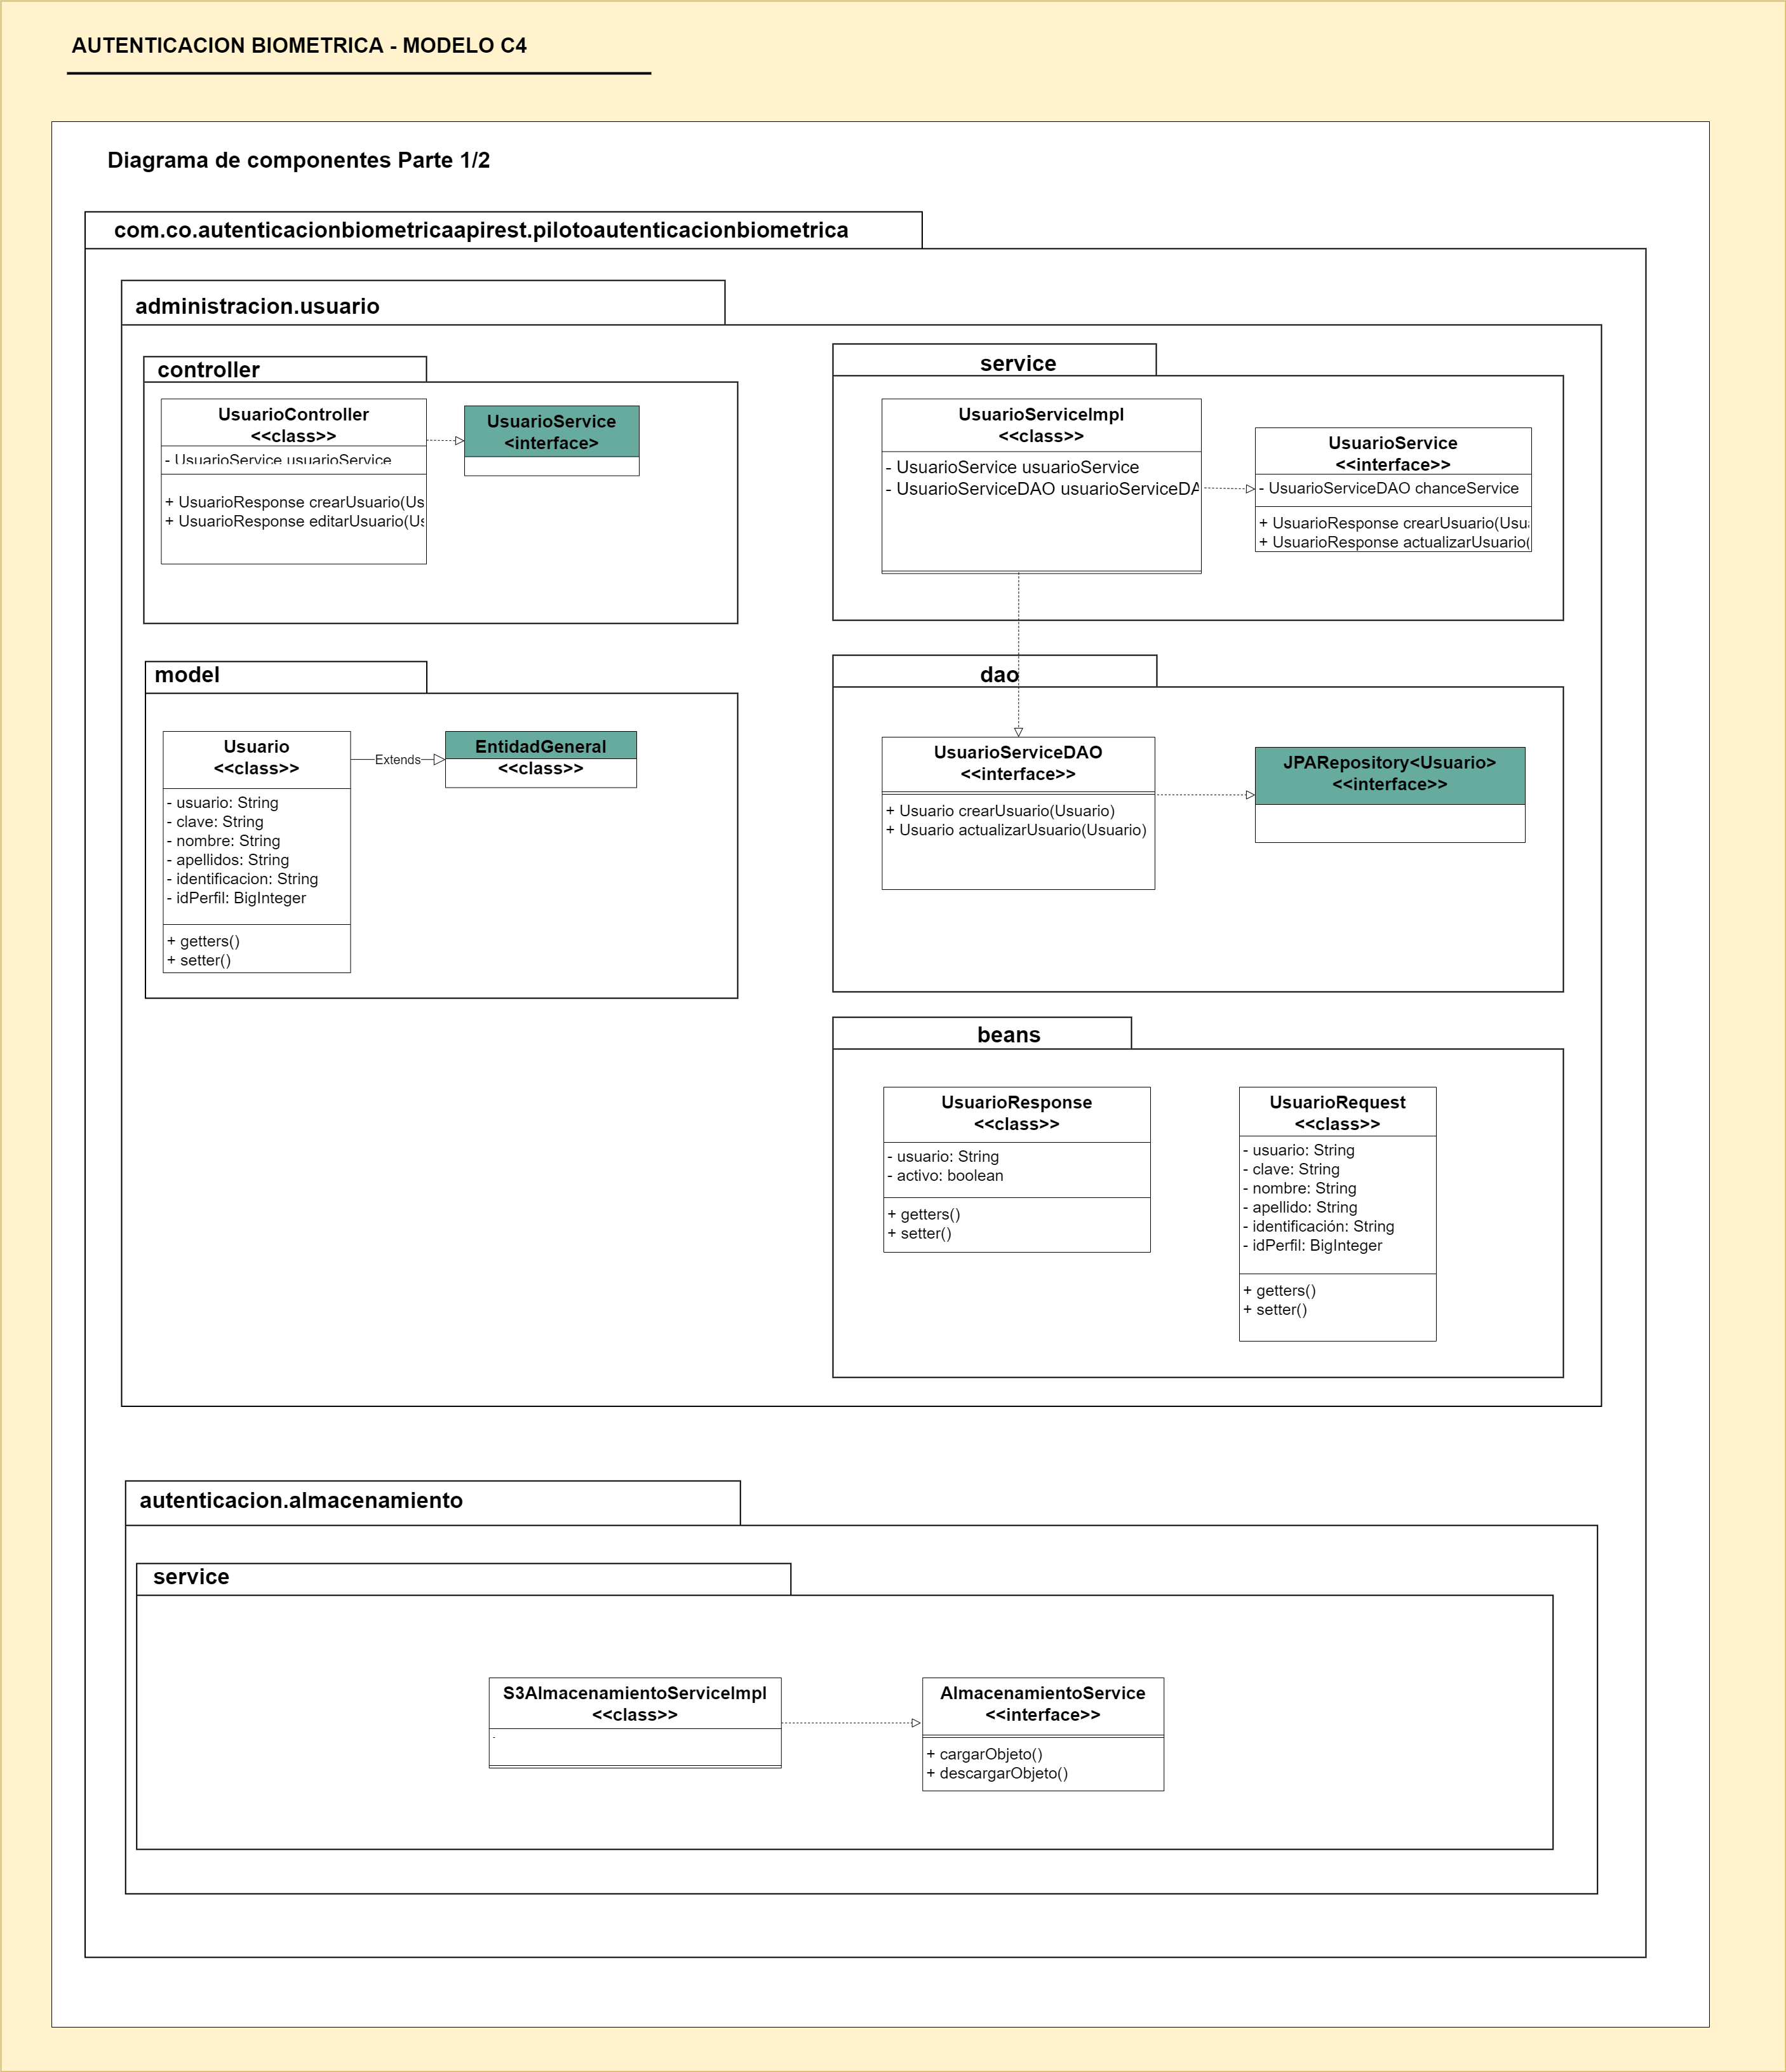 AUTENTICACION BIOMETRICA - MODELO C4
Diagrama de componentes Parte 1/2
com.co.autenticacionbiometricaapirest.pilotoautenticacionbiometrica
administracion.usuario
controller
UsuarioController
<<class>>
- UsuarioService usuarioService
+ UsuarioResponse crearUsuario(Us
+ UsuarioResponse editarUsuario(Us
UsuarioService
<interface>
service
UsuarioServiceImpl
<<class>>
- UsuarioService usuarioService
- UsuarioServiceDAO usuarioServiceDA
UsuarioService
<<interface>>
- UsuarioServiceDAO chanceService
+ UsuarioResponse crearUsuario(Usu
+ UsuarioResponse actualizarUsuario(
model
Usuario
<<class>>
- usuario: String
- clave: String
- nombre: String
- apellidos: String
- identificacion: String
- idPerfil: BigInteger
+ getters()
+ setter()
Extends
EntidadGeneral
<<class>>
dao
UsuarioServiceDAO
<<interface>>
+ Usuario crearUsuario(Usuario)
+ Usuario actualizarUsuario(Usuario)
JPARepository<Usuario>
<<interface>>
beans
UsuarioResponse
<<class>>
- usuario: String
- activo: boolean
+ getters()
+ setter()
UsuarioRequest
<<class>>
- usuario: String
- clave: String
- nombre: String
- apellido: String
- identificación: String
- idPerfil: BigInteger
+ getters()
+ setter()
autenticacion.almacenamiento
service
S3AlmacenamientoServiceImpl
<<class>>
-
AlmacenamientoService
<<interface>>
+ cargarObjeto()
+ descargarObjeto()